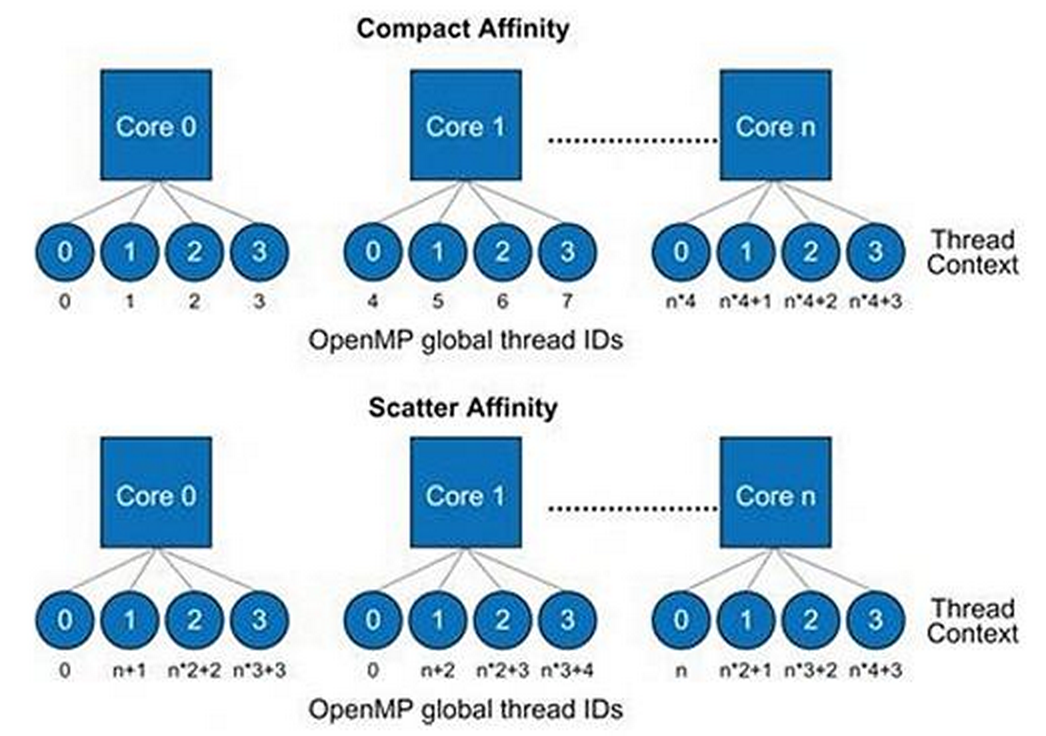 Compact Affinity
Core 0 Core 1 Core n
0 1 2 3 0 1 2 3 0 1 2 3 Thread
Context
0 1 2 3 4 5 6 7 n*4 n*4+1 n*4+2 n*4+3
OpenMP global thread IDs
Scatter Affinity
Core 0 Core 1 Core n
0 1 2 3 0 1 2 3 0 1 2 3 Thread
Context
0 n+1 n*2+2 n*3+3 0 n+2 n*2+3 n*3+4 n n*2+1 n*3+2 n*4+3
OpenMP global thread IDs